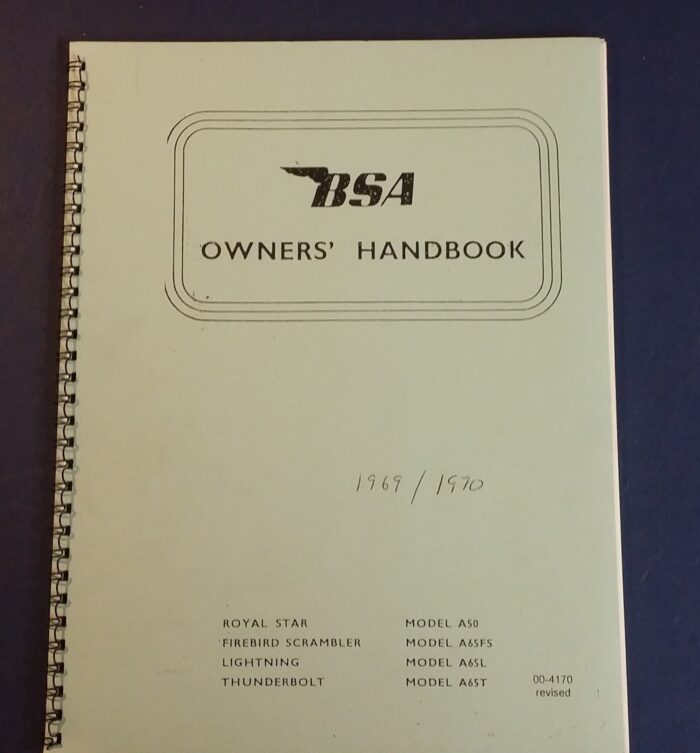 BSA
OWNERS' HANDBOOK
1969 / 1970
ROYAL STAR MODEL A50
FIREBIRD SCRAMBLER MODEL A65FS
LIGHTNING MODEL A65L
THUNDERBOLT MODEL A65T
00-4170
revised